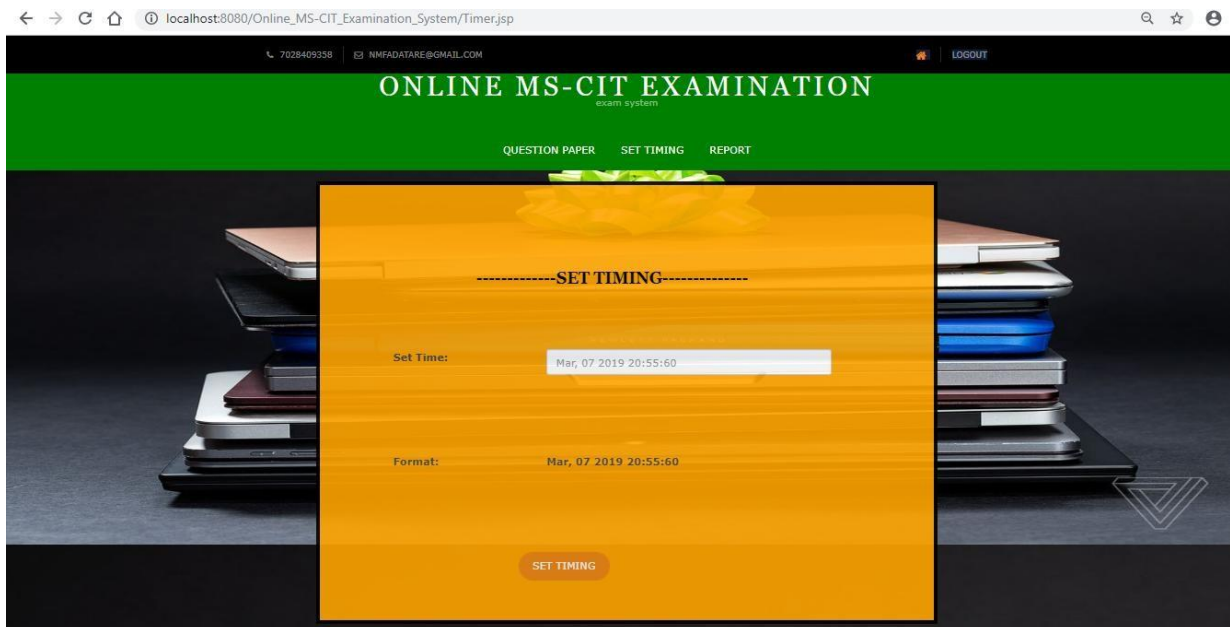 localhost:8080/Online_MS-CIT_Examination_System/Timer.jsp
7028409358 NMFADATARE@GMAIL.COM LOGOUT
ONLINE MS-CIT EXAMINATION
exam system
QUESTION PAPER SET TIMING REPORT
-------------SET TIMING--------------
Set Time: Mar, 07 2019 20:55:60
Format: Mar, 07 2019 20:55:60
SET TIMING